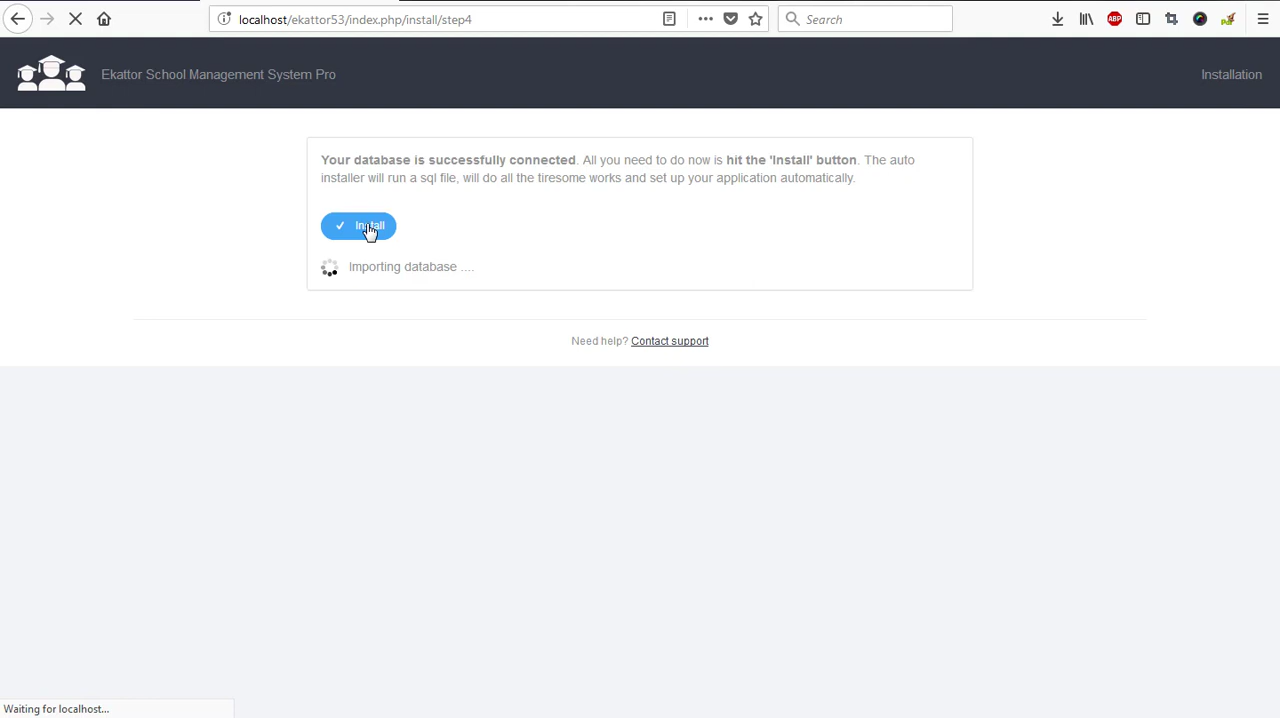 localhost/ekattor53/index.php/install/step4
Search
ABP
Ekattor School Management System Pro
Installation
Your database is successfully connected. All you need to do now is hit the 'Install' button. The auto
installer will run a sql file, will do all the tiresome works and set up your application automatically.
Install
Importing database ....
Need help? Contact support
Waiting for localhost...